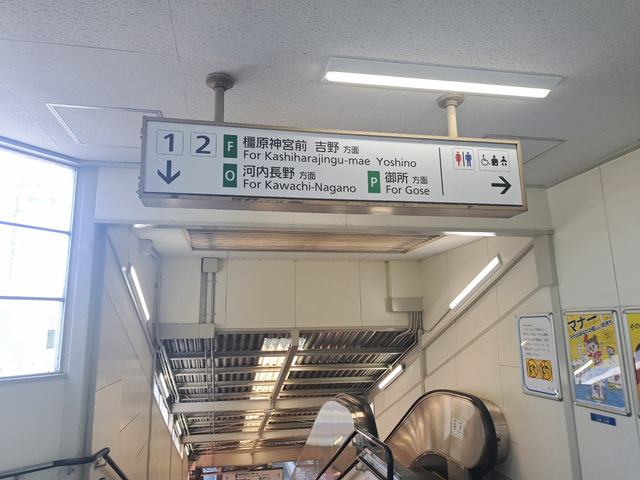 1 2 F 橿原神宮前 吉野 方面
For Kashiharajingu-mae Yoshino
O 河内長野 方面 P 御所 方面
For Kawachi-Nagano For Gose
マナー